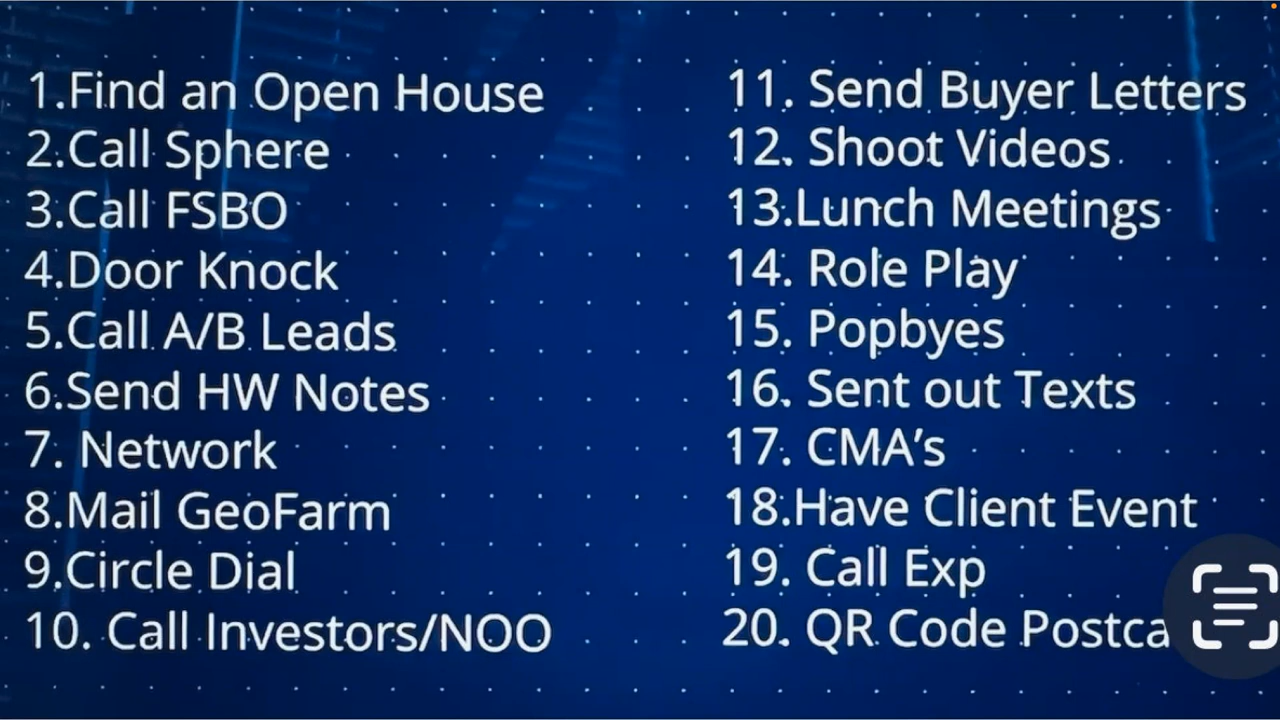 1.Find an Open House
2.Call Sphere
3.Call FSBO
4.Door Knock
5.Call A/B Leads
6.Send HW Notes
7. Network
8.Mail GeoFarm
9.Circle Dial
10. Call Investors/NOO
11. Send Buyer Letters
12. Shoot Videos
13.Lunch Meetings
14. Role Play
15. Popbyes
16. Sent out Texts
17. CMA’s
18.Have Client Event
19. Call Exp
20. QR Code